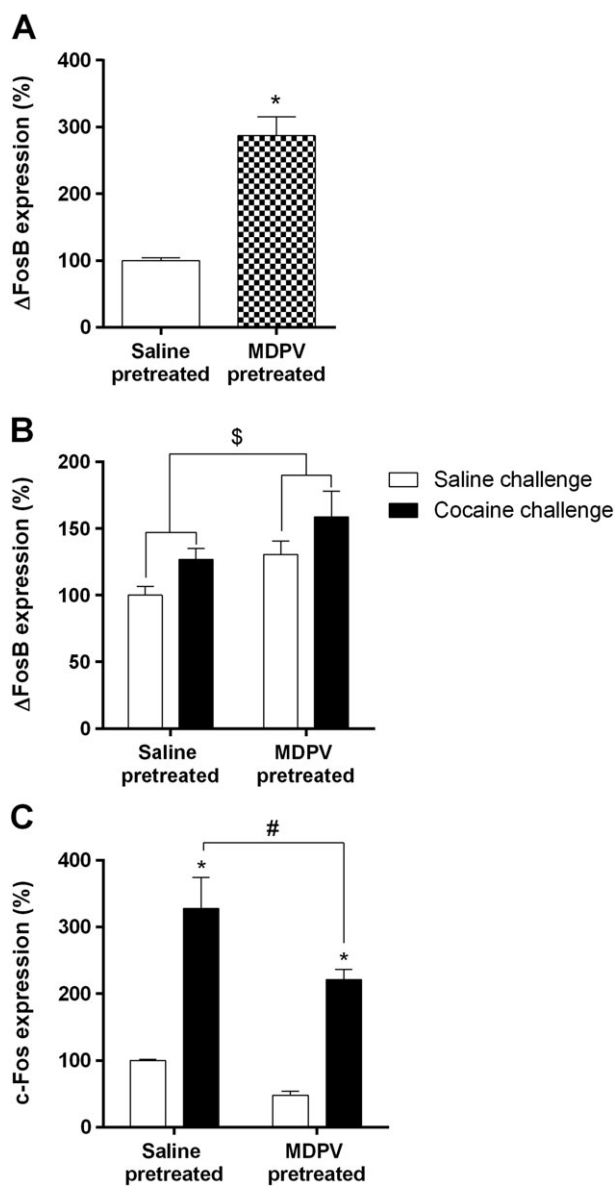 A
ΔFosB expression (%)
400
300
200
100
0
*
Saline
pretreated
MDPV
pretreated
B
ΔFosB expression (%)
200
150
100
50
0
$
Saline challenge
Cocaine challenge
Saline
pretreated
MDPV
pretreated
C
c-Fos expression (%)
400
300
200
100
0
#
*
*
Saline
pretreated
MDPV
pretreated